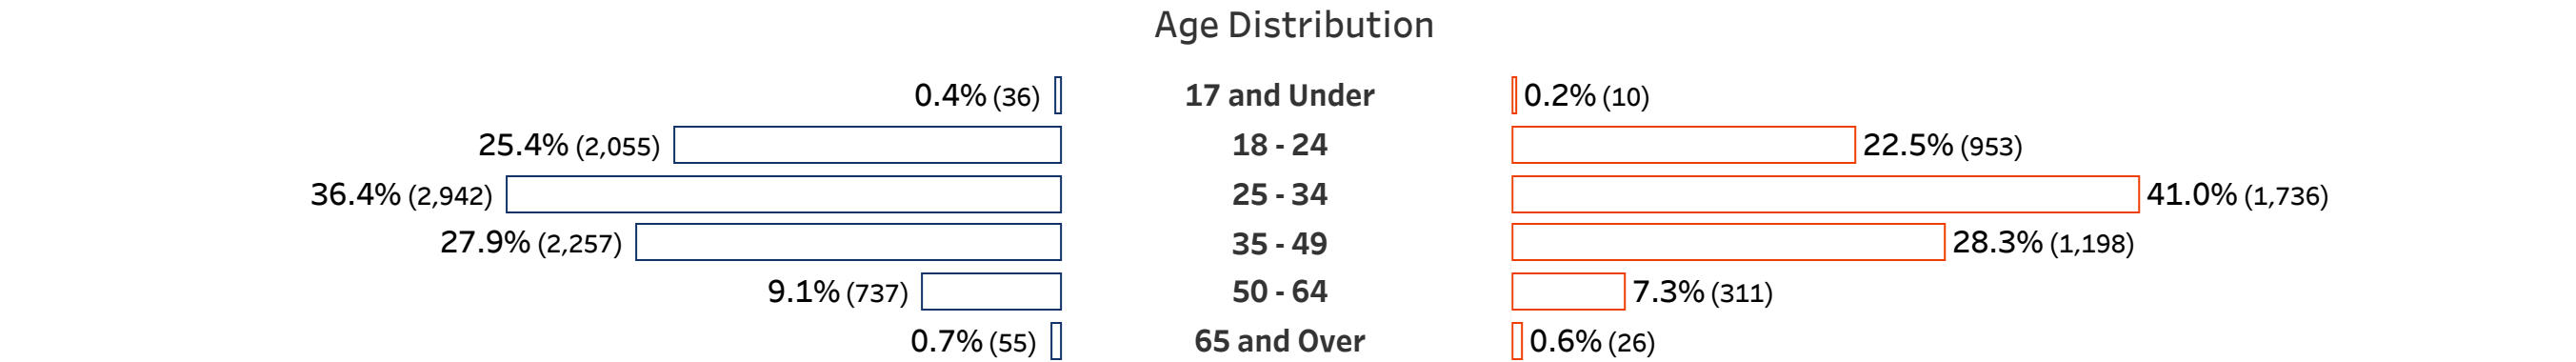 Age Distribution
0.4% (36) 17 and Under 0.2% (10)
25.4% (2,055) 18 - 24 22.5% (953)
36.4% (2,942) 25 - 34 41.0% (1,736)
27.9% (2,257) 35 - 49 28.3% (1,198)
9.1% (737) 50 - 64 7.3% (311)
0.7% (55) 65 and Over 0.6% (26)